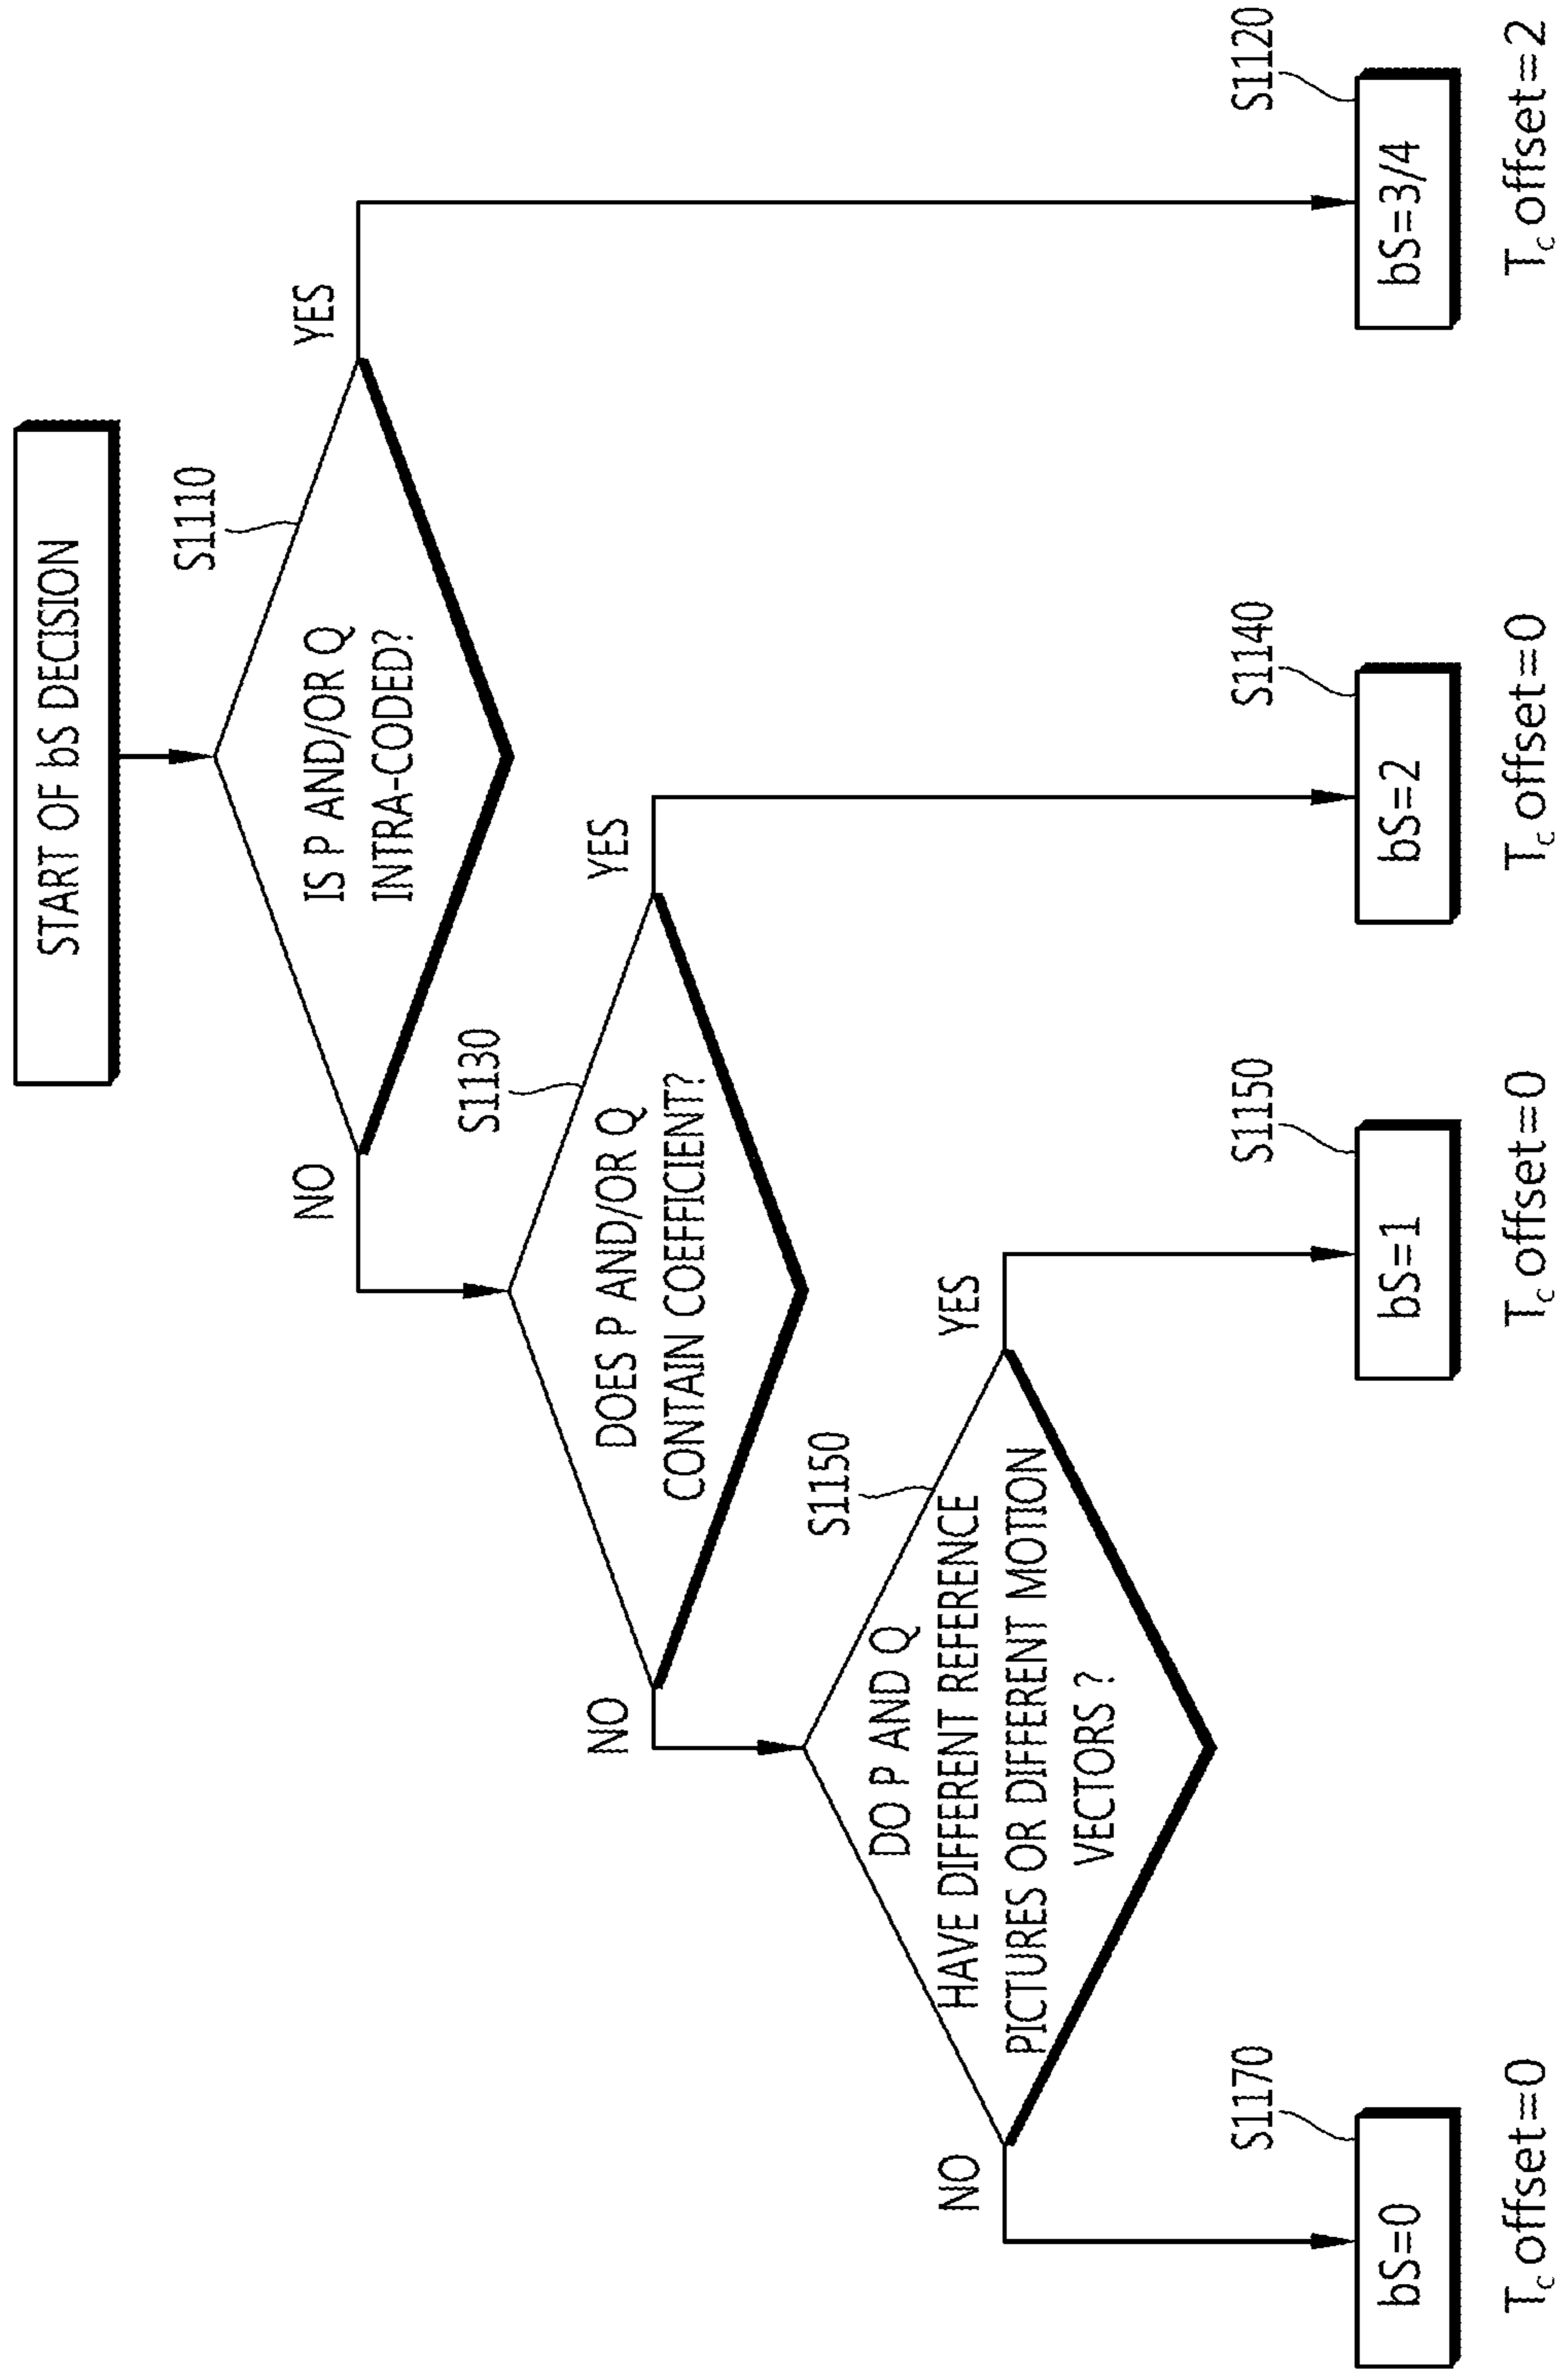 START OF bS DECISION
S1110
IS P AND/OR Q
INTRA-CODED?
YES
NO
S1130
DOES P AND/OR Q
CONTAIN COEFFICIENT?
YES
NO
S1150
DO P AND Q
HAVE DIFFERENT REFERENCE
PICTURES OR DIFFERENT MOTION
VECTORS ?
YES
NO
S1170
bS=0
Tc offset=0
S1150
bS=1
Tc offset=0
S1140
bS=2
Tc offset=0
S1120
bS=3/4
Tc offset=2